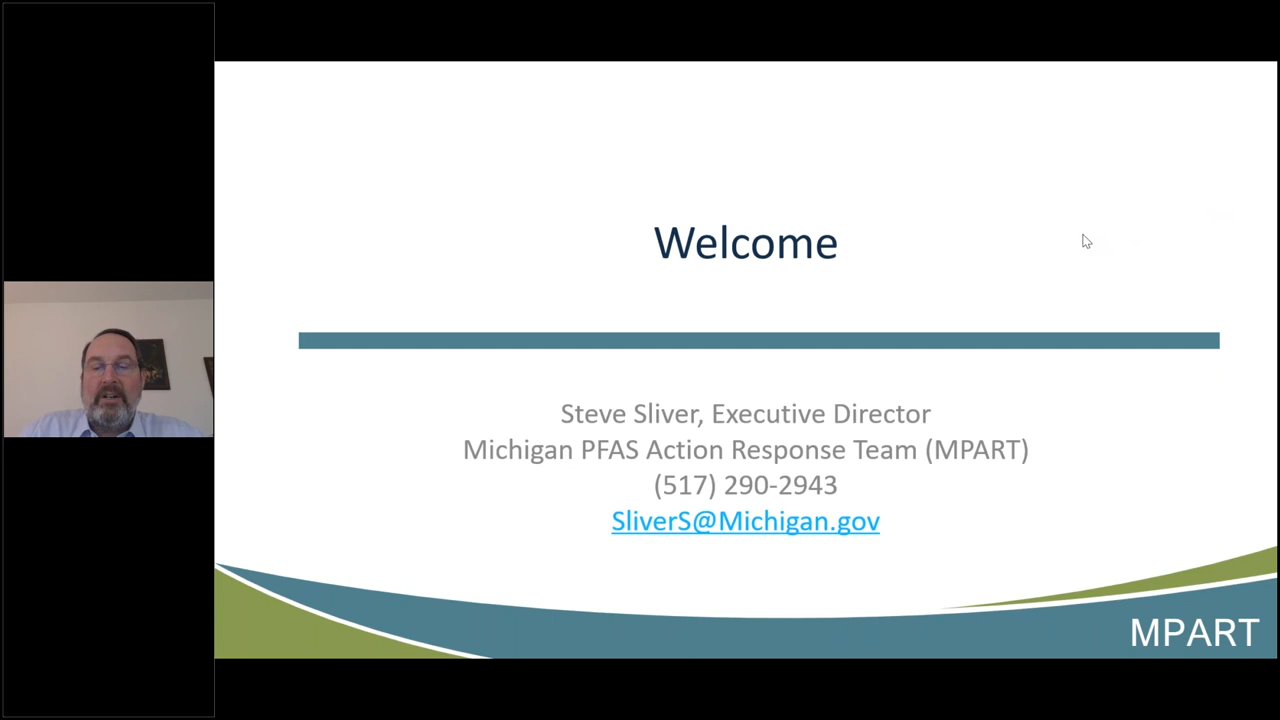 Welcome
Steve Sliver, Executive Director
Michigan PFAS Action Response Team (MPART)
(517) 290-2943
SliverS@Michigan.gov
MPART